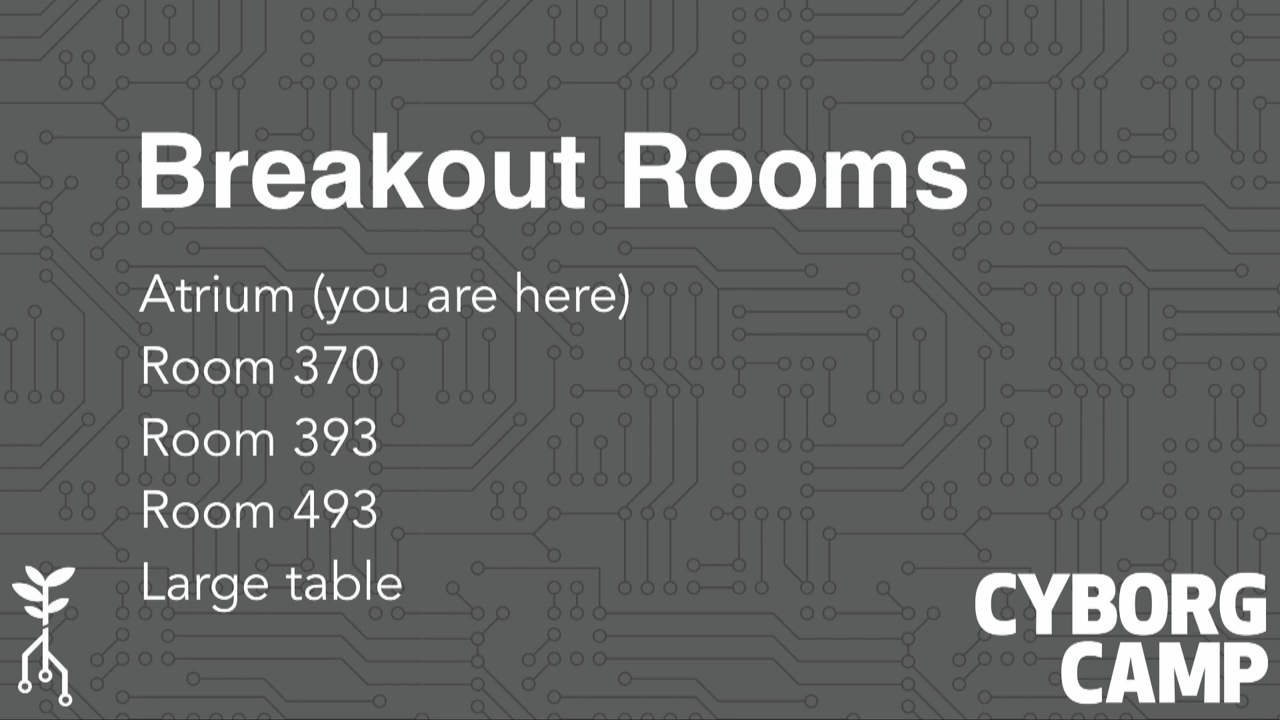 Breakout Rooms
Atrium (you are here)
Room 370
Room 393
Room 493
Large table
CYBORG
CAMP